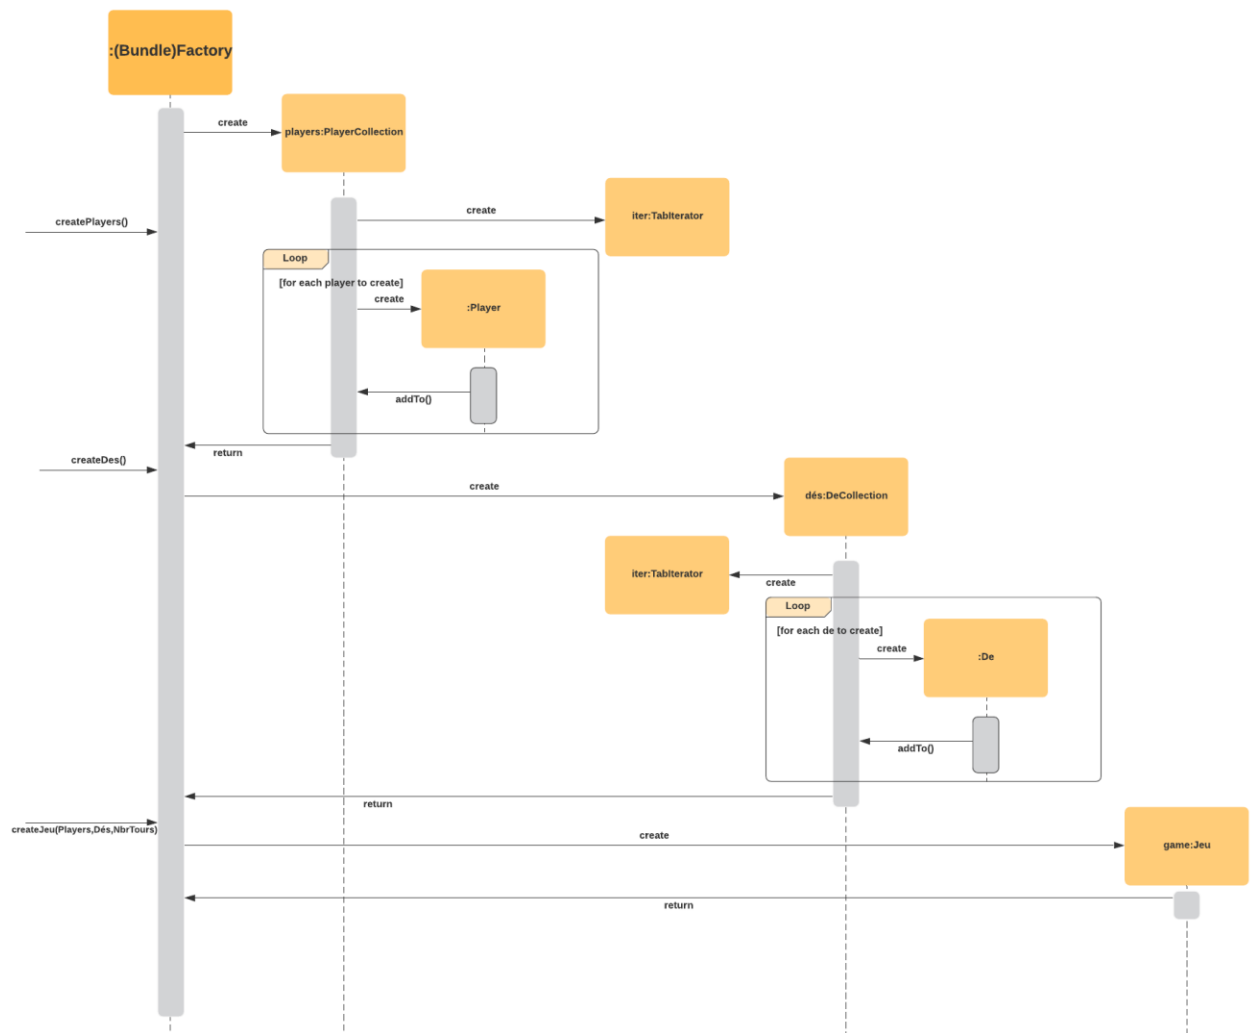 :(Bundle)Factory
create
players:PlayerCollection
create
iter:TabIterator
createPlayers()
Loop
[for each player to create]
create
:Player
addTo()
return
createDes()
create
dés:DeCollection
iter:TabIterator
create
Loop
[for each de to create]
create
:De
addTo()
return
createJeu(Players,Dés,NbrTours)
create
game:Jeu
return